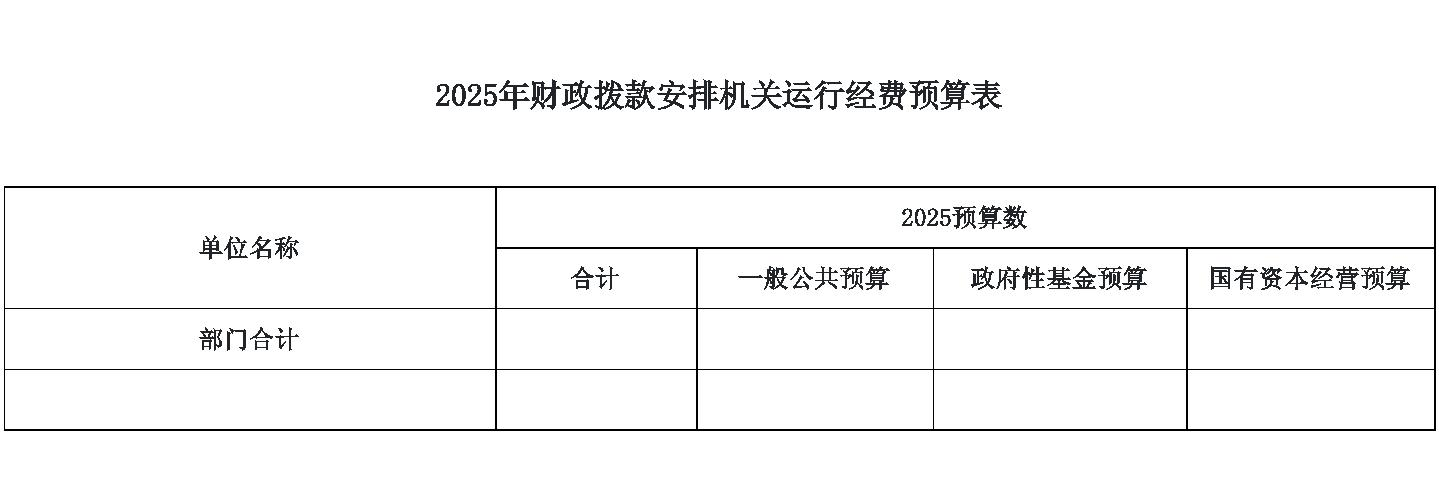 2025年财政拨款安排机关运行经费预算表
单位名称
2025预算数
合计
一般公共预算
政府性基金预算
国有资本经营预算
部门合计